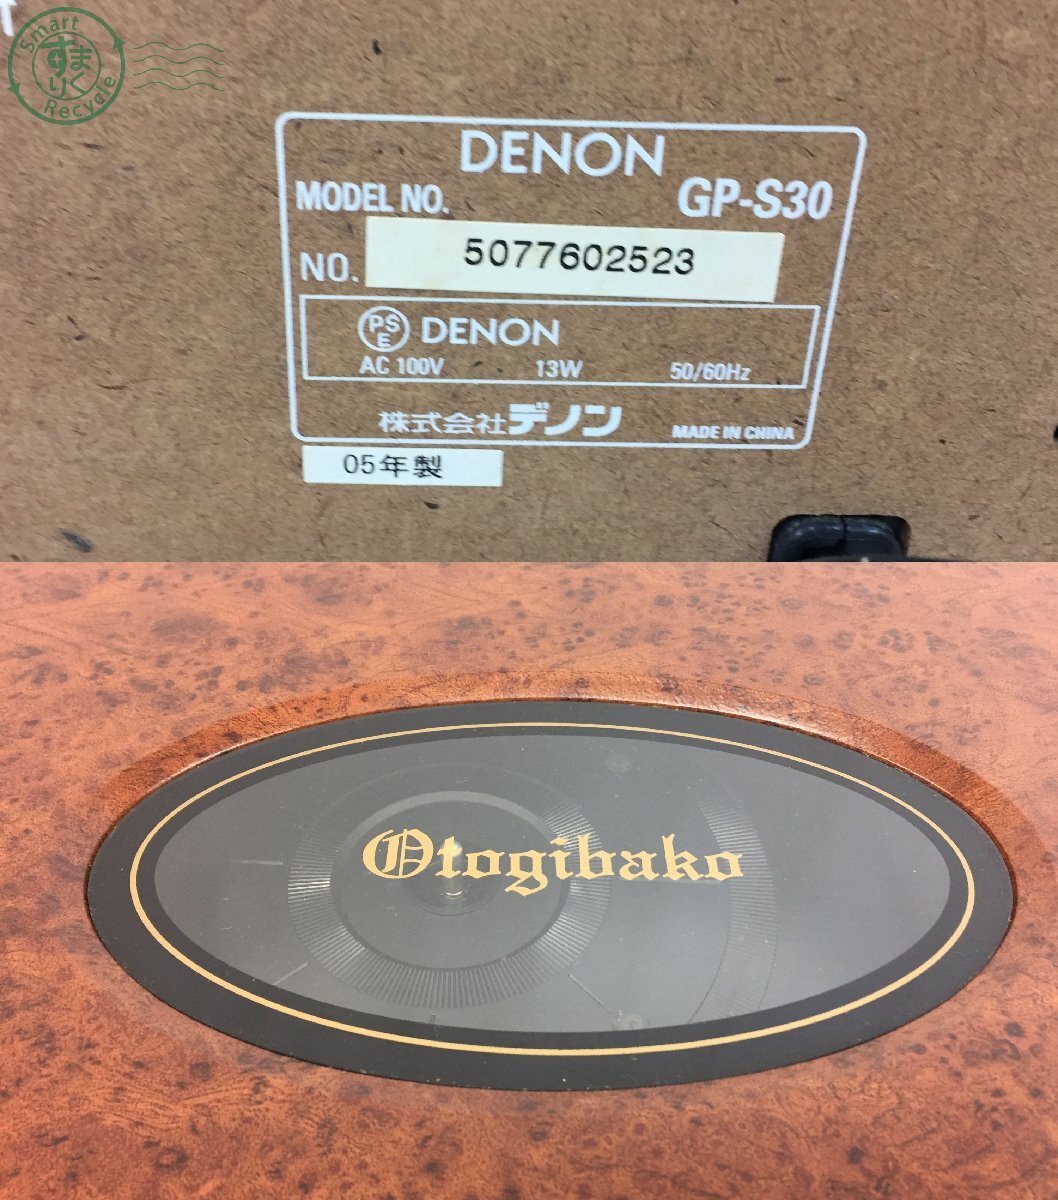 Smart
すまりく
Recycle
DENON
MODEL NO. GP-S30
NO. 5077602523
PSE DENON
AC 100V 13W 50/60Hz
株式会社デノン MADE IN CHINA
05年製
Otogibako